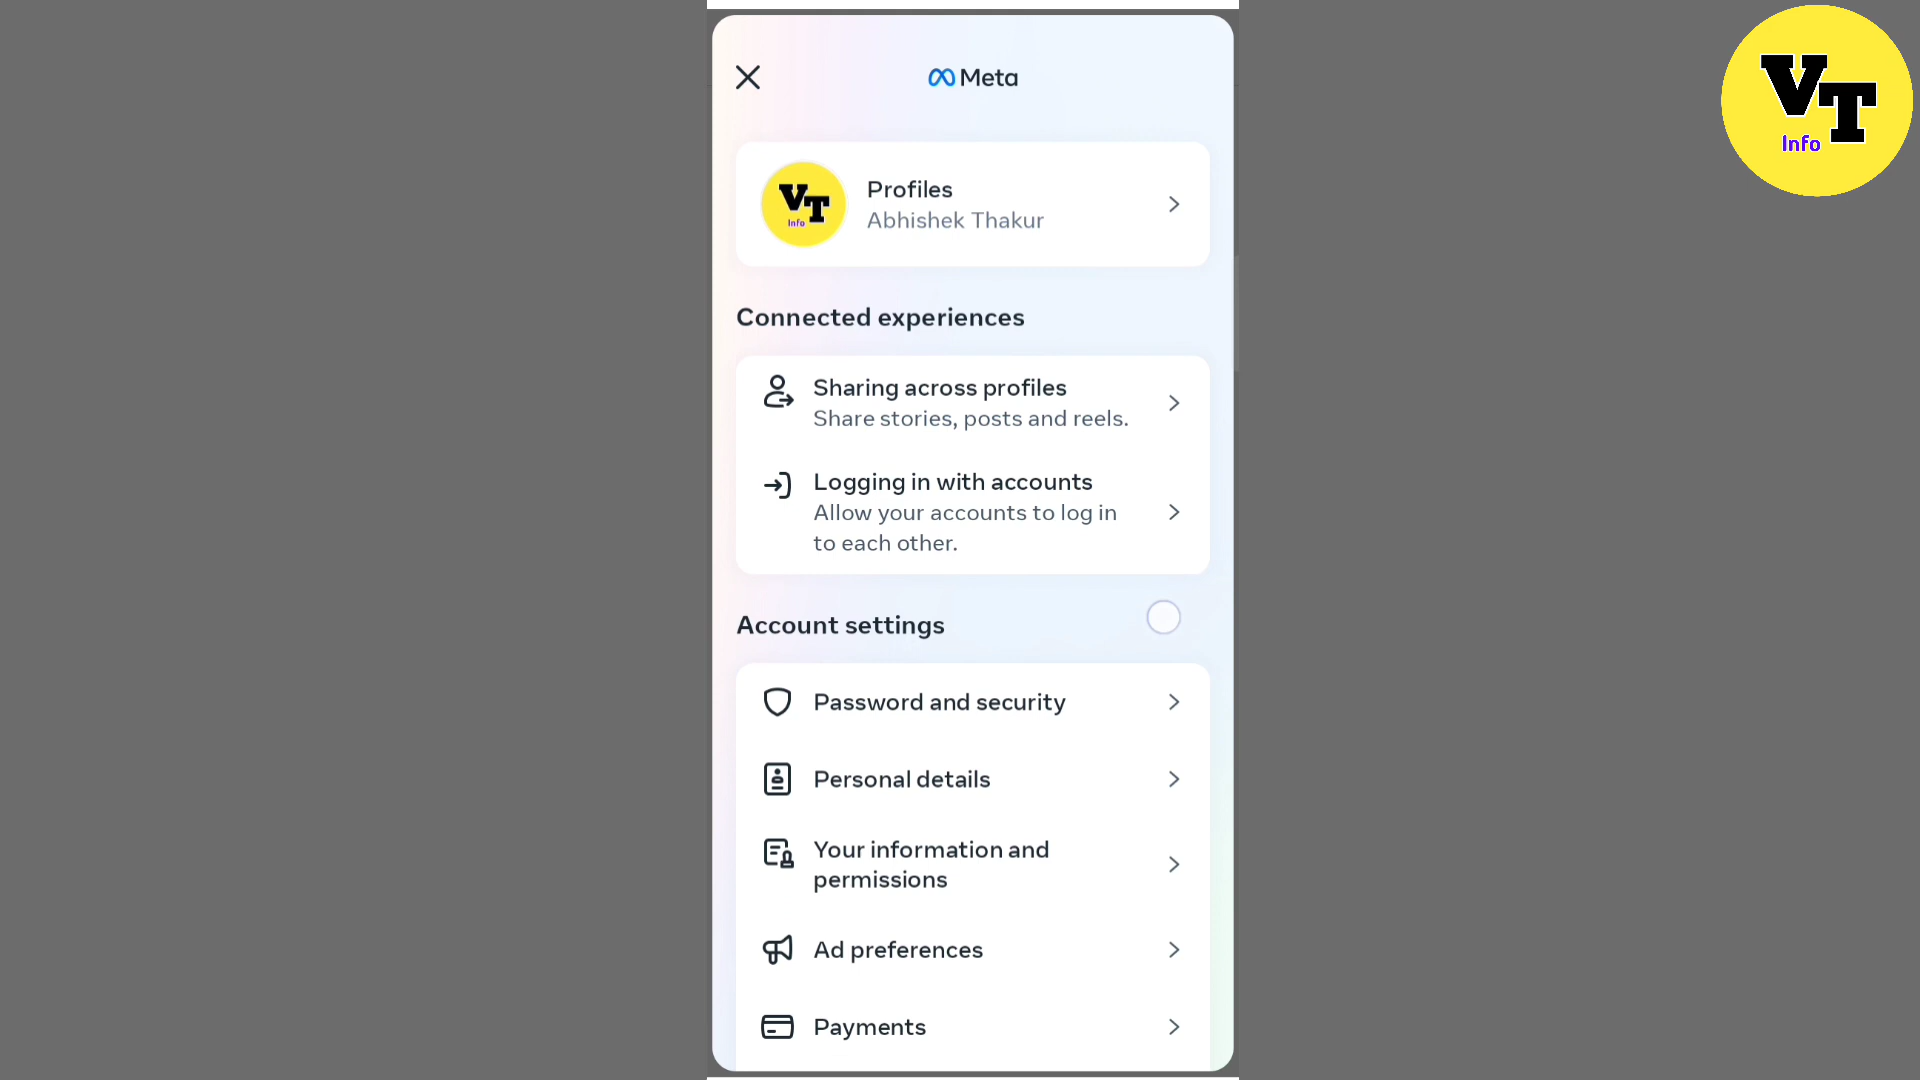 Meta
VT
Info
VT
Info
Profiles
Abhishek Thakur
Connected experiences
Sharing across profiles
Share stories, posts and reels.
Logging in with accounts
Allow your accounts to log in
to each other.
Account settings
Password and security
Personal details
Your information and
permissions
Ad preferences
Payments